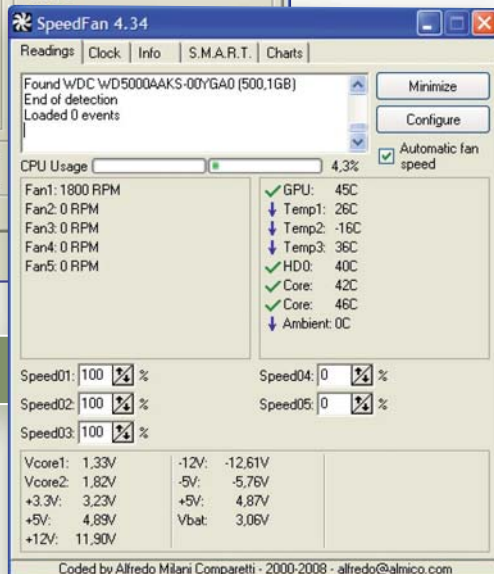 SpeedFan 4.34
Readings Clock Info S.M.A.R.T. Charts
Found WDC WD5000AAKS-00YGA0 (500,1GB)
End of detection
Loaded 0 events
Minimize
Configure
Automatic fan speed
CPU Usage 4,3%
Fan1: 1800 RPM
Fan2: 0 RPM
Fan3: 0 RPM
Fan4: 0 RPM
Fan5: 0 RPM
GPU: 45C
Temp1: 26C
Temp2: -16C
Temp3: 36C
HD0: 40C
Core: 42C
Core: 46C
Ambient: 0C
Speed01: 100 %
Speed02: 100 %
Speed03: 100 %
Speed04: 0 %
Speed05: 0 %
Vcore1: 1,33V
Vcore2: 1,82V
+3.3V: 3,23V
+5V: 4,89V
+12V: 11,90V
-12V: -12,61V
-5V: -5,76V
+5V: 4,87V
Vbat: 3,06V
Coded by Alfredo Milani Comparetti - 2000-2008 - alfredo@almico.com